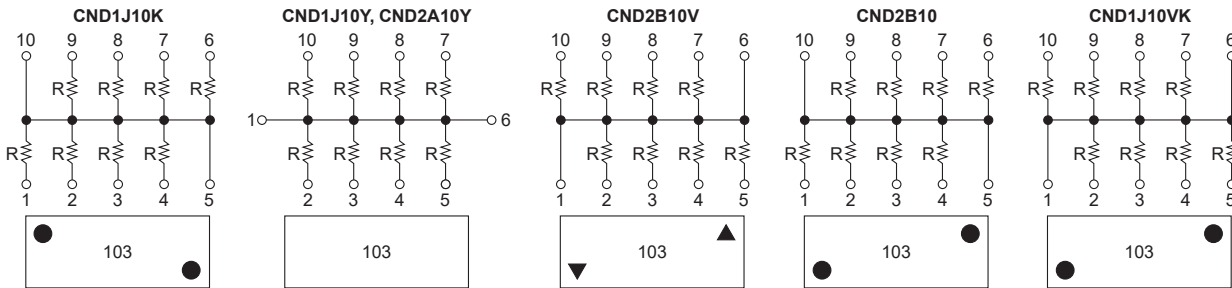 CND1J10K
10 9 8 7 6
R R R R
R R R R
1 2 3 4 5
103
CND1J10Y, CND2A10Y
10 9 8 7
R R R R
1 6
R R R R
2 3 4 5
103
CND2B10V
10 9 8 7 6
R R R R
R R R R
1 2 3 4 5
103
CND2B10
10 9 8 7 6
R R R R
R R R R
1 2 3 4 5
103
CND1J10VK
10 9 8 7 6
R R R R
R R R R
1 2 3 4 5
103